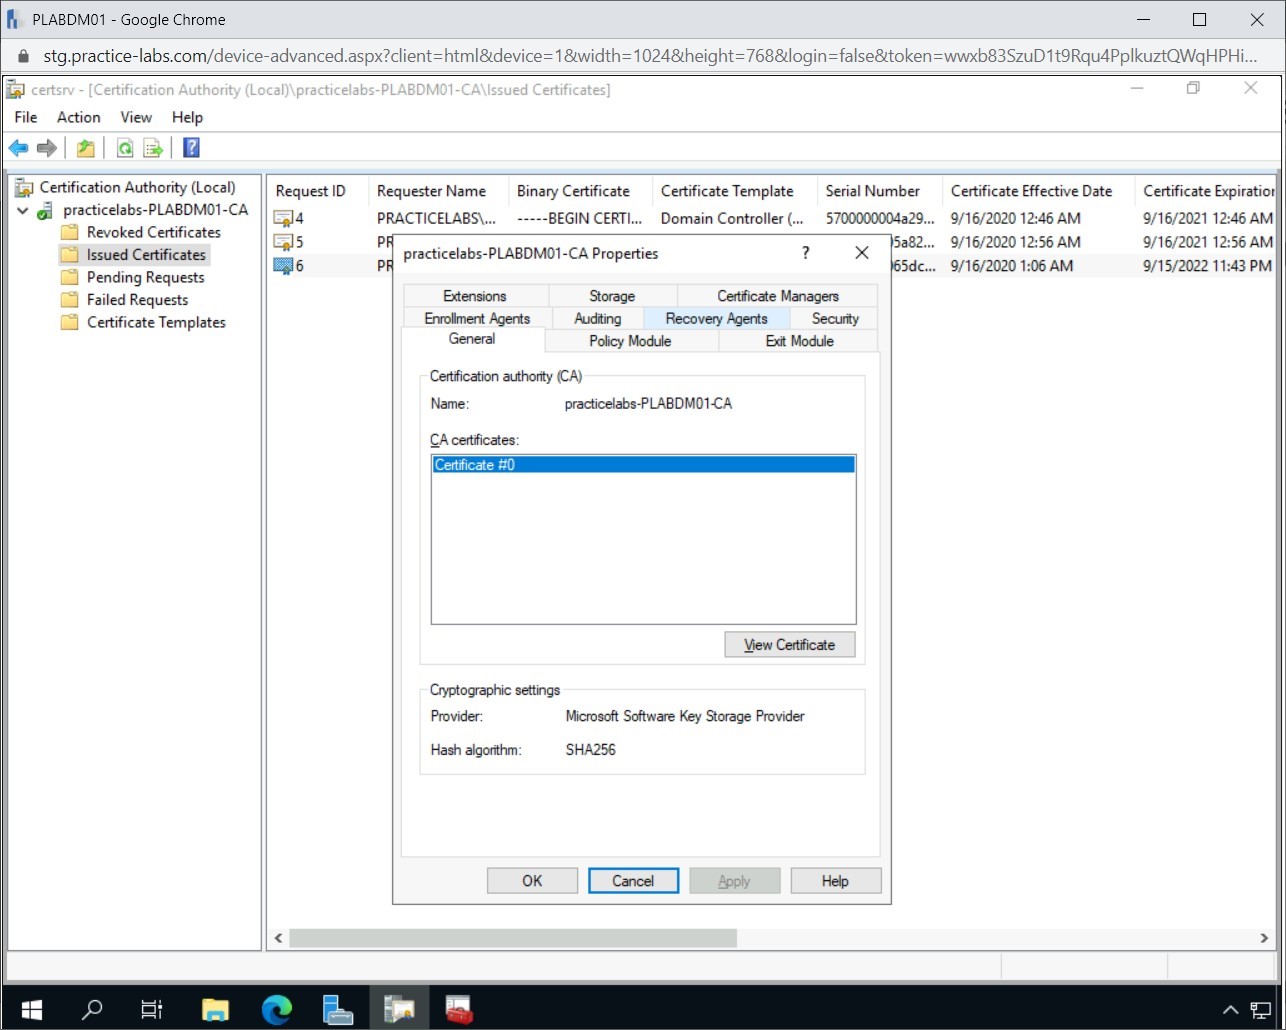 PLABDM01 - Google Chrome
stg.practice-labs.com/device-advanced.aspx?client=html&device=1&width=1024&height=768&login=false&token=wwxb83SzuD1t9Rqu4PplkuztQWqHPHi...
certsrv - [Certification Authority (Local)\practicelabs-PLABDM01-CA\Issued Certificates]
File Action View Help
Certification Authority (Local)
practicelabs-PLABDM01-CA
Revoked Certificates
Issued Certificates
Pending Requests
Failed Requests
Certificate Templates
Request ID Requester Name Binary Certificate Certificate Template Serial Number Certificate Effective Date Certificate Expiration
4 PRACTICELABS\... -----BEGIN CERTI... Domain Controller (... 5700000004a29... 9/16/2020 12:46 AM 9/16/2021 12:46 AM
5 PR 05a82... 9/16/2020 12:56 AM 9/16/2021 12:56 AM
6 PR 065dc... 9/16/2020 1:06 AM 9/15/2022 11:43 PM
practicelabs-PLABDM01-CA Properties
Extensions Storage Certificate Managers
Enrollment Agents Auditing Recovery Agents Security
General Policy Module Exit Module
Certification authority (CA)
Name: practicelabs-PLABDM01-CA
CA certificates:
Certificate #0
View Certificate
Cryptographic settings
Provider: Microsoft Software Key Storage Provider
Hash algorithm: SHA256
OK Cancel Apply Help